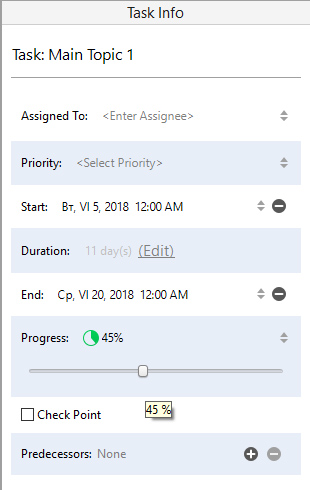 Task Info
Task: Main Topic 1
Assigned To: <Enter Assignee>
Priority: <Select Priority>
Start: Вт, VI 5, 2018 12:00 AM
Duration: 11 day(s) (Edit)
End: Ср, VI 20, 2018 12:00 AM
Progress: 45%
45 %
Check Point
Predecessors: None